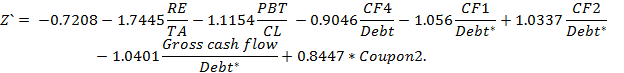 Z` = -0.7208 - 1.7445 RE/TA - 1.1154 PBT/CL - 0.9046 CF4/Debt - 1.056 CF1/Debt* + 1.0337 CF2/Debt*
- 1.0401 Gross cash flow/Debt* + 0.8447 * Coupon2.